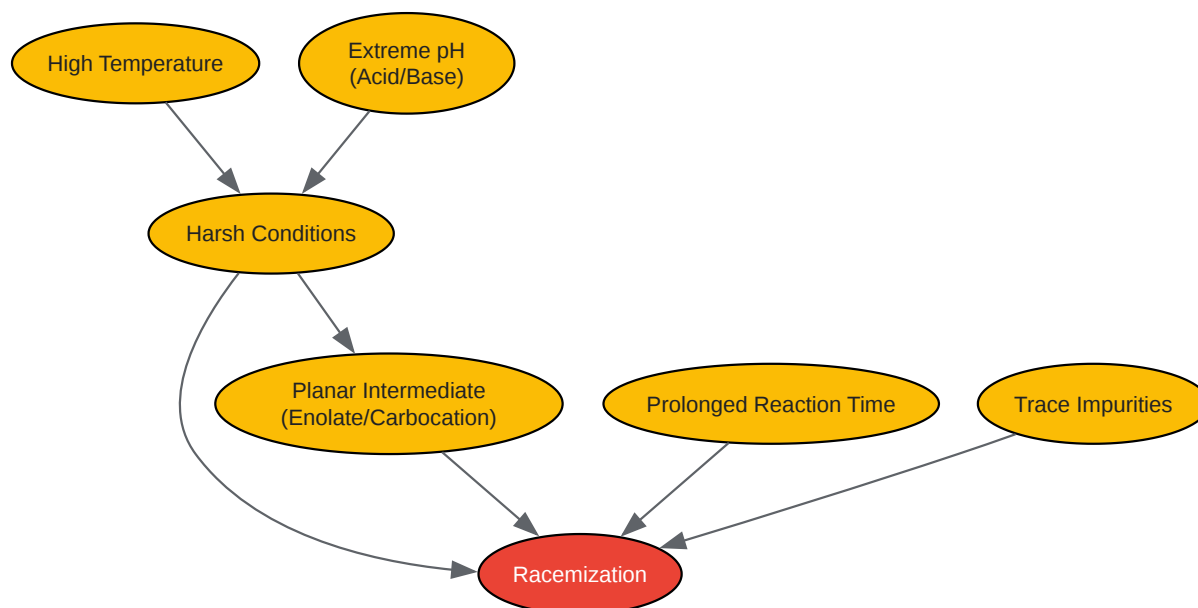 High Temperature
Extreme pH
(Acid/Base)
Harsh Conditions
Planar Intermediate
(Enolate/Carbocation)
Prolonged Reaction Time
Trace Impurities
Racemization